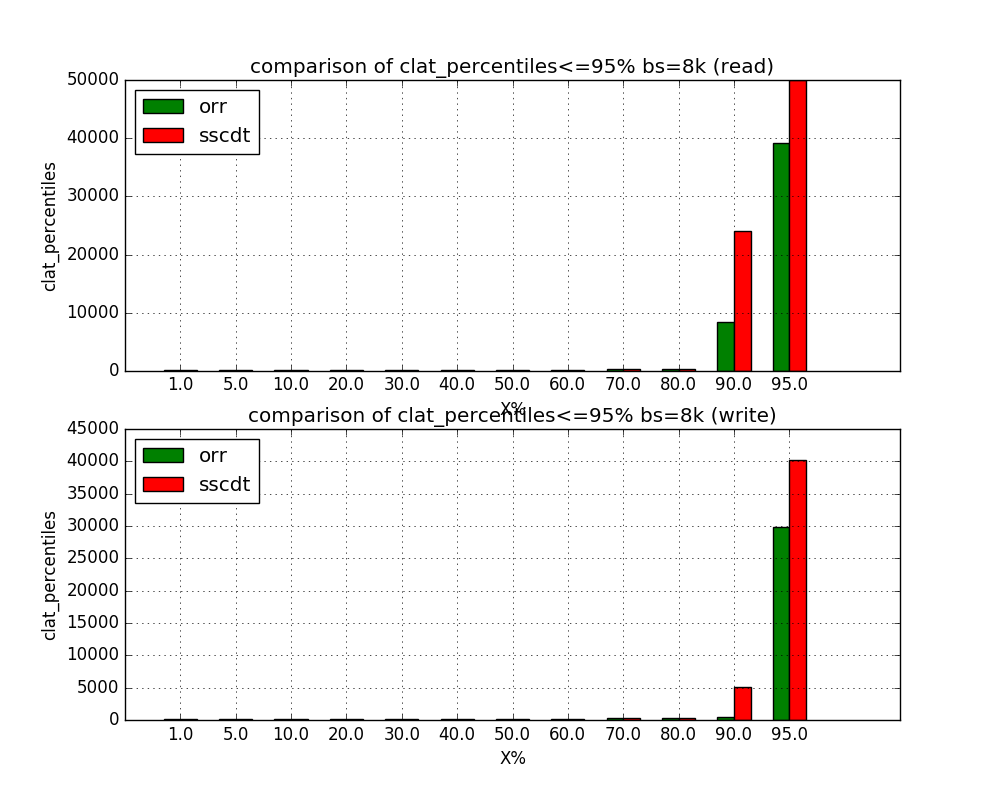 comparison of clat_percentiles<=95% bs=8k (read)
50000
40000
30000
20000
10000
0
clat_percentiles
orr
sscdt
1.0 5.0 10.0 20.0 30.0 40.0 50.0 60.0 70.0 80.0 90.0 95.0
X%
comparison of clat_percentiles<=95% bs=8k (write)
45000
40000
35000
30000
25000
20000
15000
10000
5000
0
clat_percentiles
orr
sscdt
1.0 5.0 10.0 20.0 30.0 40.0 50.0 60.0 70.0 80.0 90.0 95.0
X%